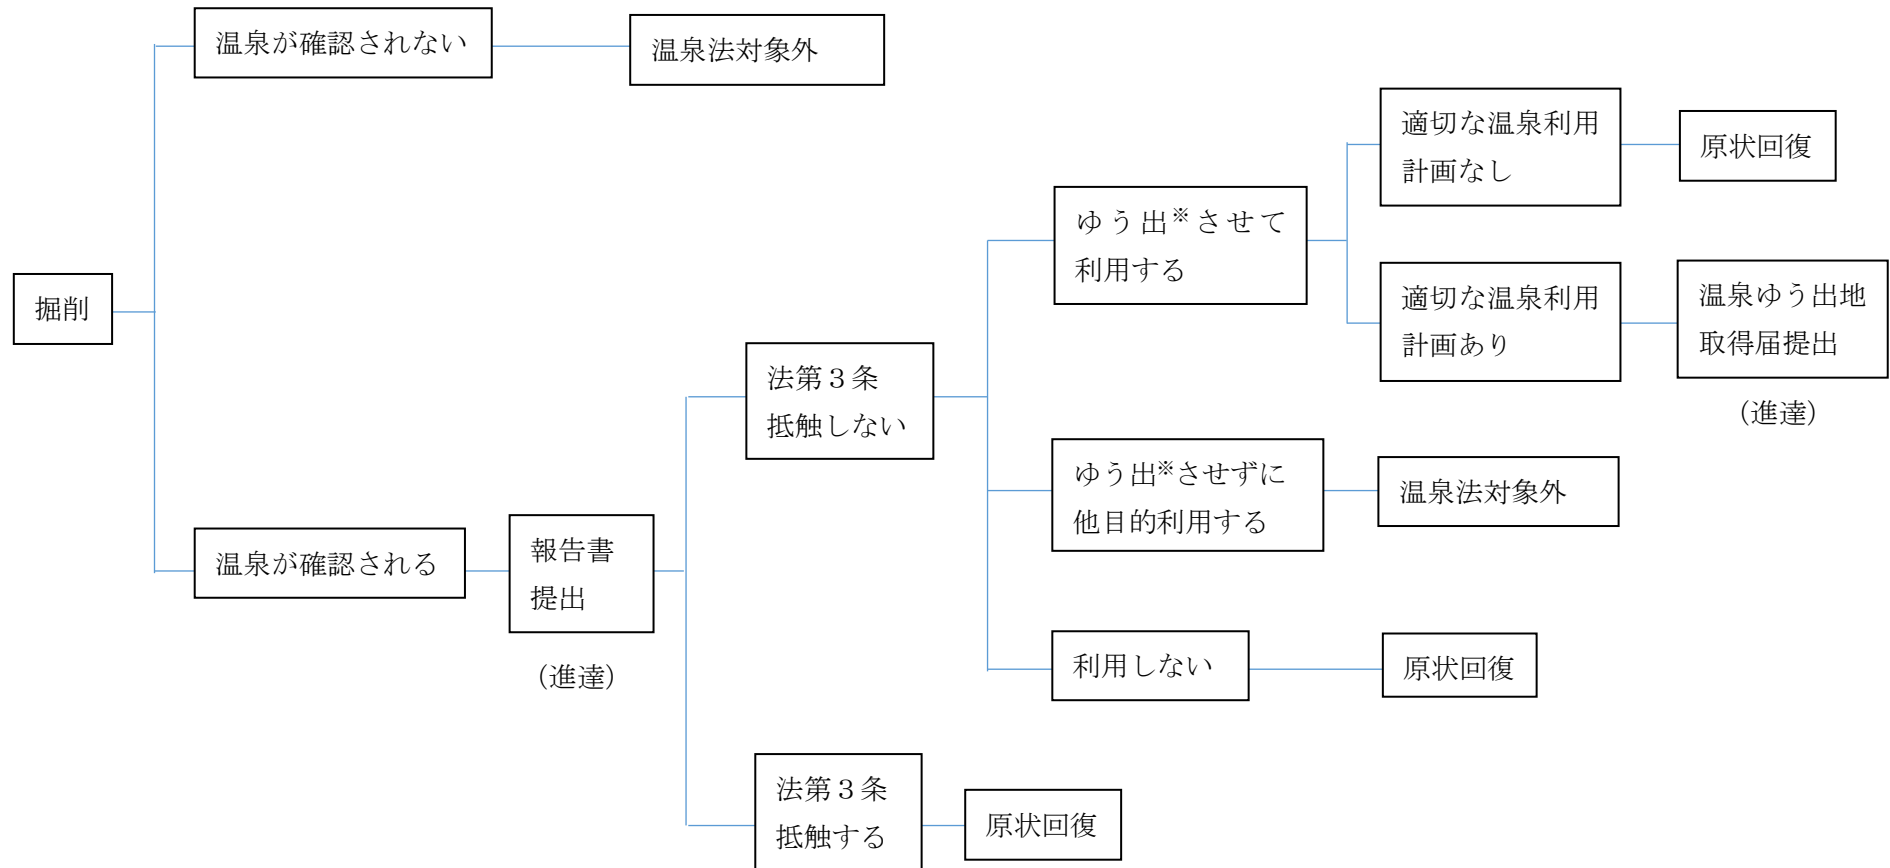 温泉が確認されない
温泉法対象外
適切な温泉利用
計画なし
原状回復
ゆう出※させて
利用する
掘削
適切な温泉利用
計画あり
温泉ゆう出地
取得届提出
（進達）
法第３条
抵触しない
ゆう出※させずに
他目的利用する
温泉法対象外
温泉が確認される
報告書
提出
（進達）
利用しない
原状回復
法第３条
抵触する
原状回復